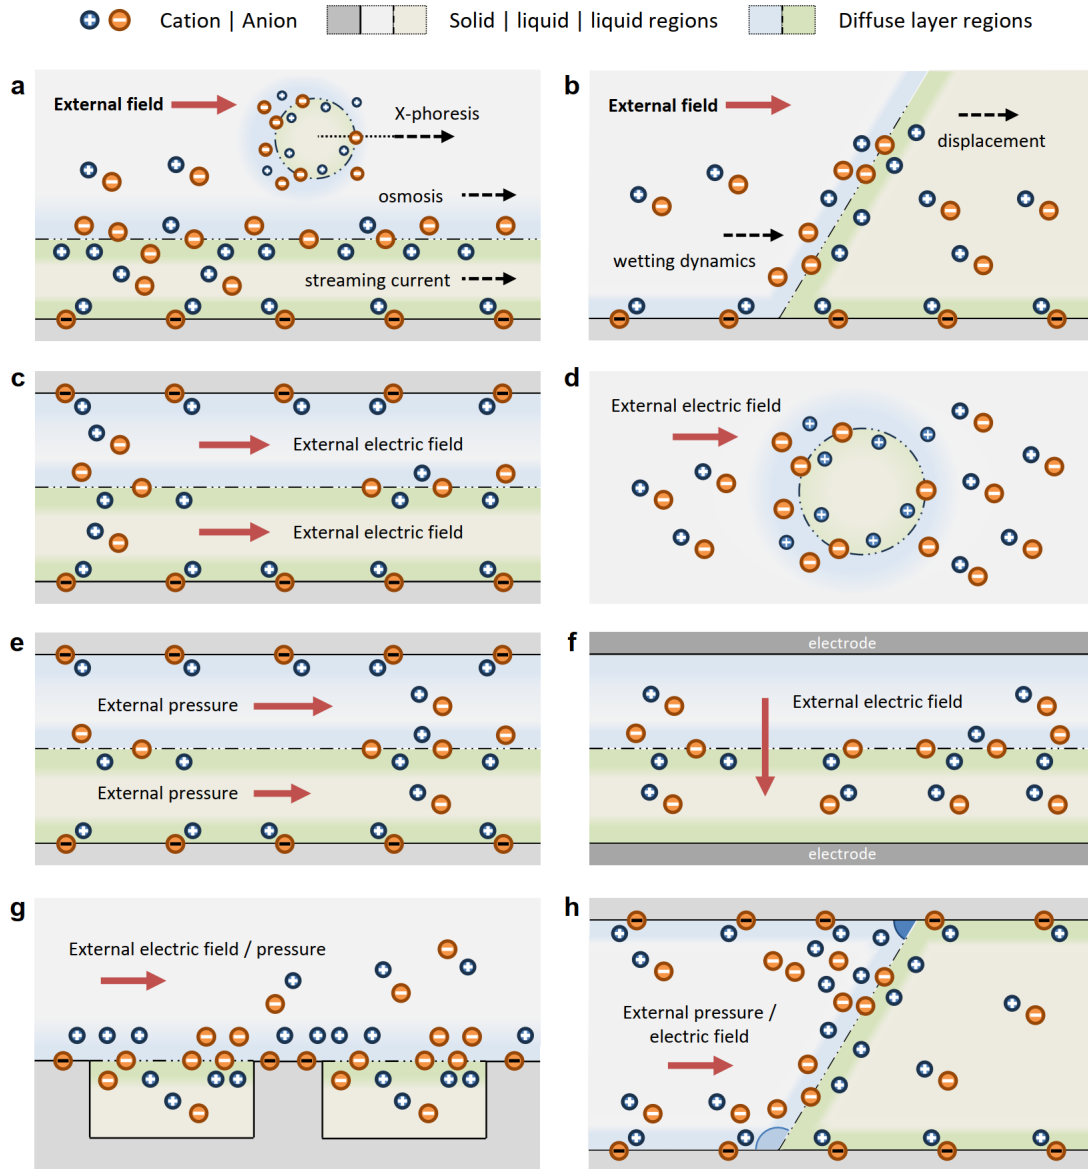 Cation | Anion
Solid | liquid | liquid regions
Diffuse layer regions
a
External field
X-phoresis
osmosis
streaming current
b
External field
displacement
wetting dynamics
c
External electric field
External electric field
d
External electric field
e
External pressure
External pressure
f
electrode
External electric field
electrode
g
External electric field / pressure
h
External pressure /
electric field